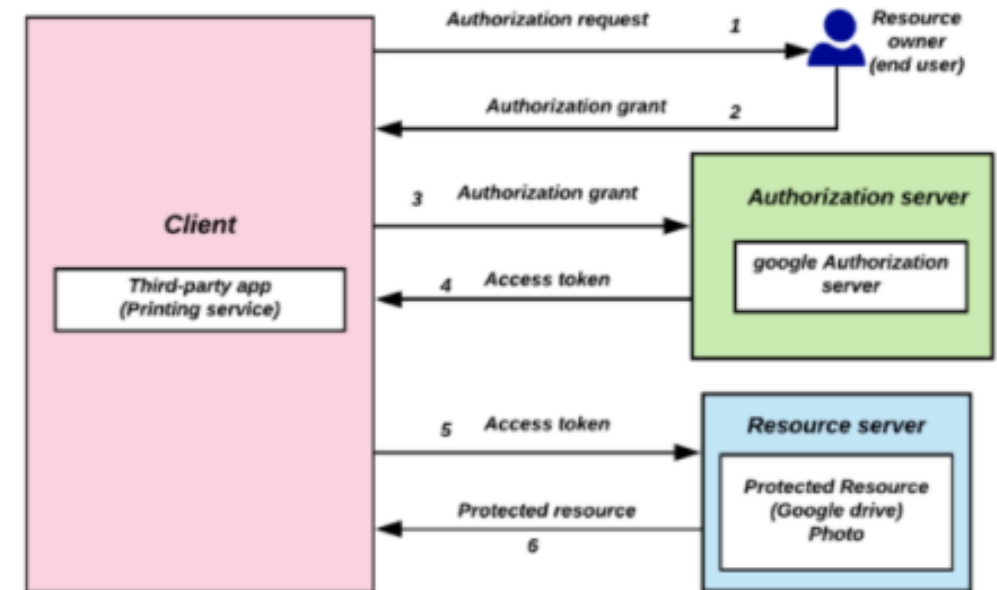 Authorization request 1
Resource
owner
(end user)
Authorization grant 2
3 Authorization grant
Authorization server
google Authorization
server
Client
Third-party app
(Printing service)
4 Access token
5 Access token
Resource server
Protected Resource
(Google drive)
Photo
Protected resource
6